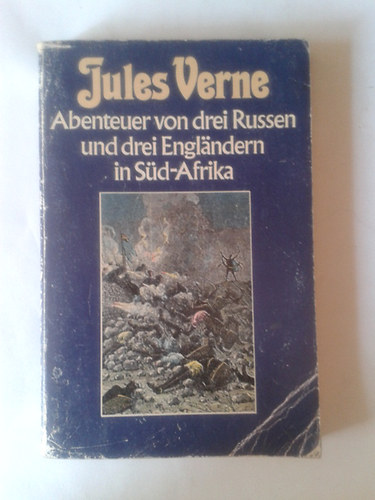 Jules Verne
Abenteuer von drei Russen
und drei Engländern
in Süd-Afrika